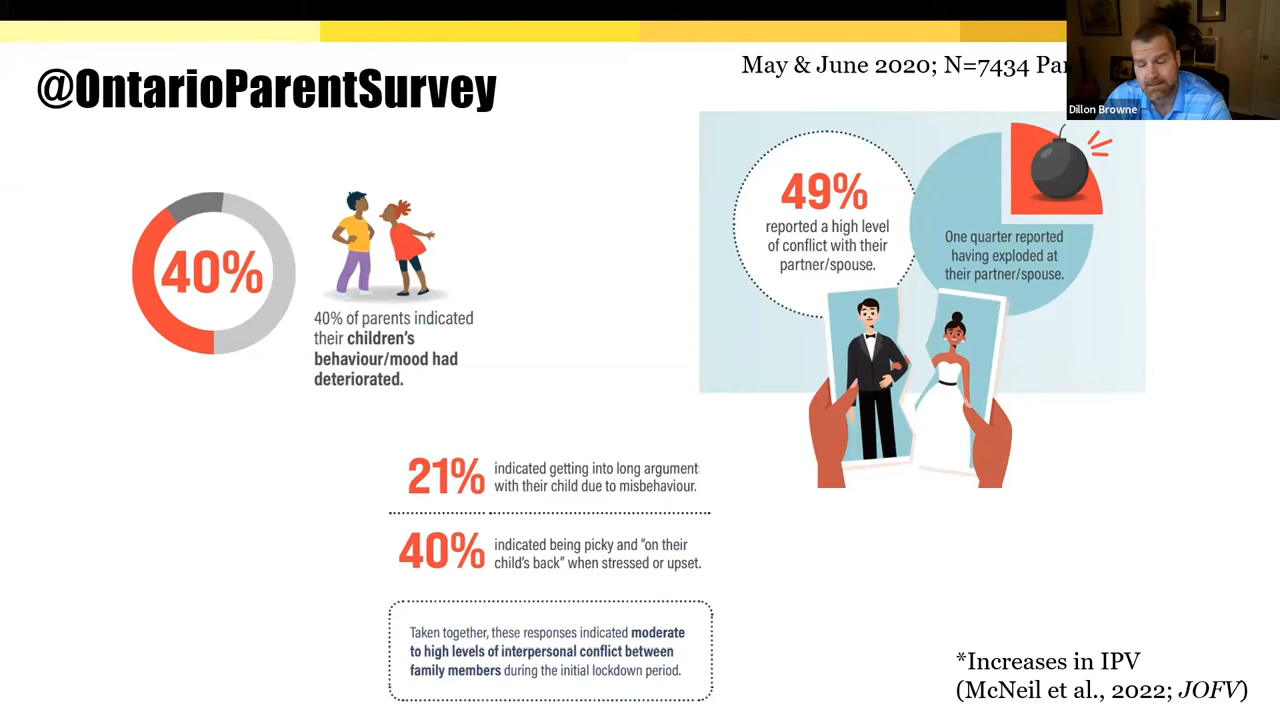 @OntarioParentSurvey
May & June 2020; N=7434
Dillon Browne
40%
40% of parents indicated
their children's
behaviour/mood had
deteriorated.
49%
reported a high level
of conflict with their
partner/spouse.
One quarter reported
having exploded at
their partner/spouse.
21%
indicated getting into long argument
with their child due to misbehaviour.
40%
indicated being picky and "on their
child's back" when stressed or upset.
Taken together, these responses indicated moderate
to high levels of interpersonal conflict between
family members during the initial lockdown period.
*Increases in IPV
(McNeil et al., 2022; JOFV)